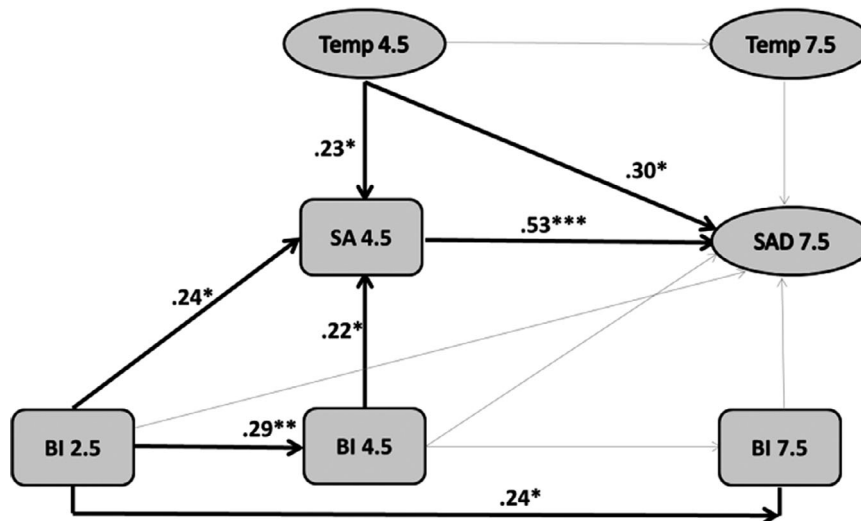 Temp 4.5
Temp 7.5
.23*
.30*
SA 4.5
.53***
SAD 7.5
.24*
.22*
BI 2.5
.29**
BI 4.5
BI 7.5
.24*